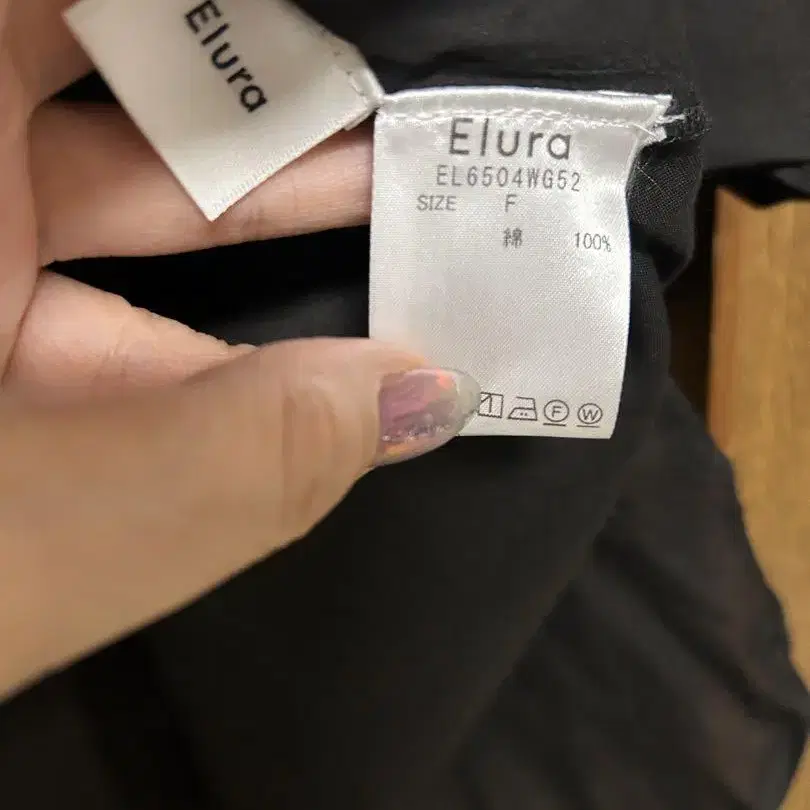 Elura
Elura
EL6504WG52
SIZE F
綿 100%
F W